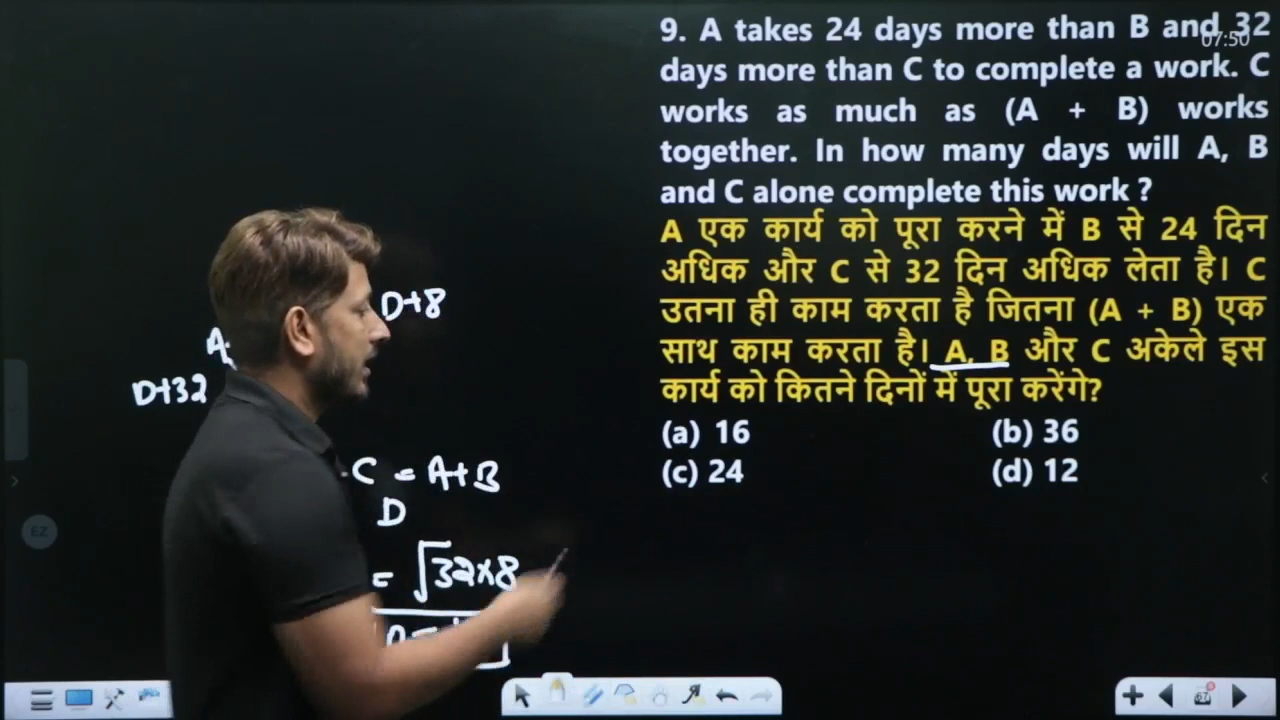 9. A takes 24 days more than B and 32
07:50
days more than C to complete a work. C
works as much as (A + B) works
together. In how many days will A, B
and C alone complete this work ?
A एक कार्य को पूरा करने में B से 24 दिन
अधिक और C से 32 दिन अधिक लेता है। C
उतना ही काम करता है जितना (A + B) एक
साथ काम करता है। A, B और C अकेले इस
कार्य को कितने दिनों में पूरा करेंगे?
(a) 16 (b) 36
(c) 24 (d) 12
D+8
A
D+32
C = A+B
D
= √32×8
62